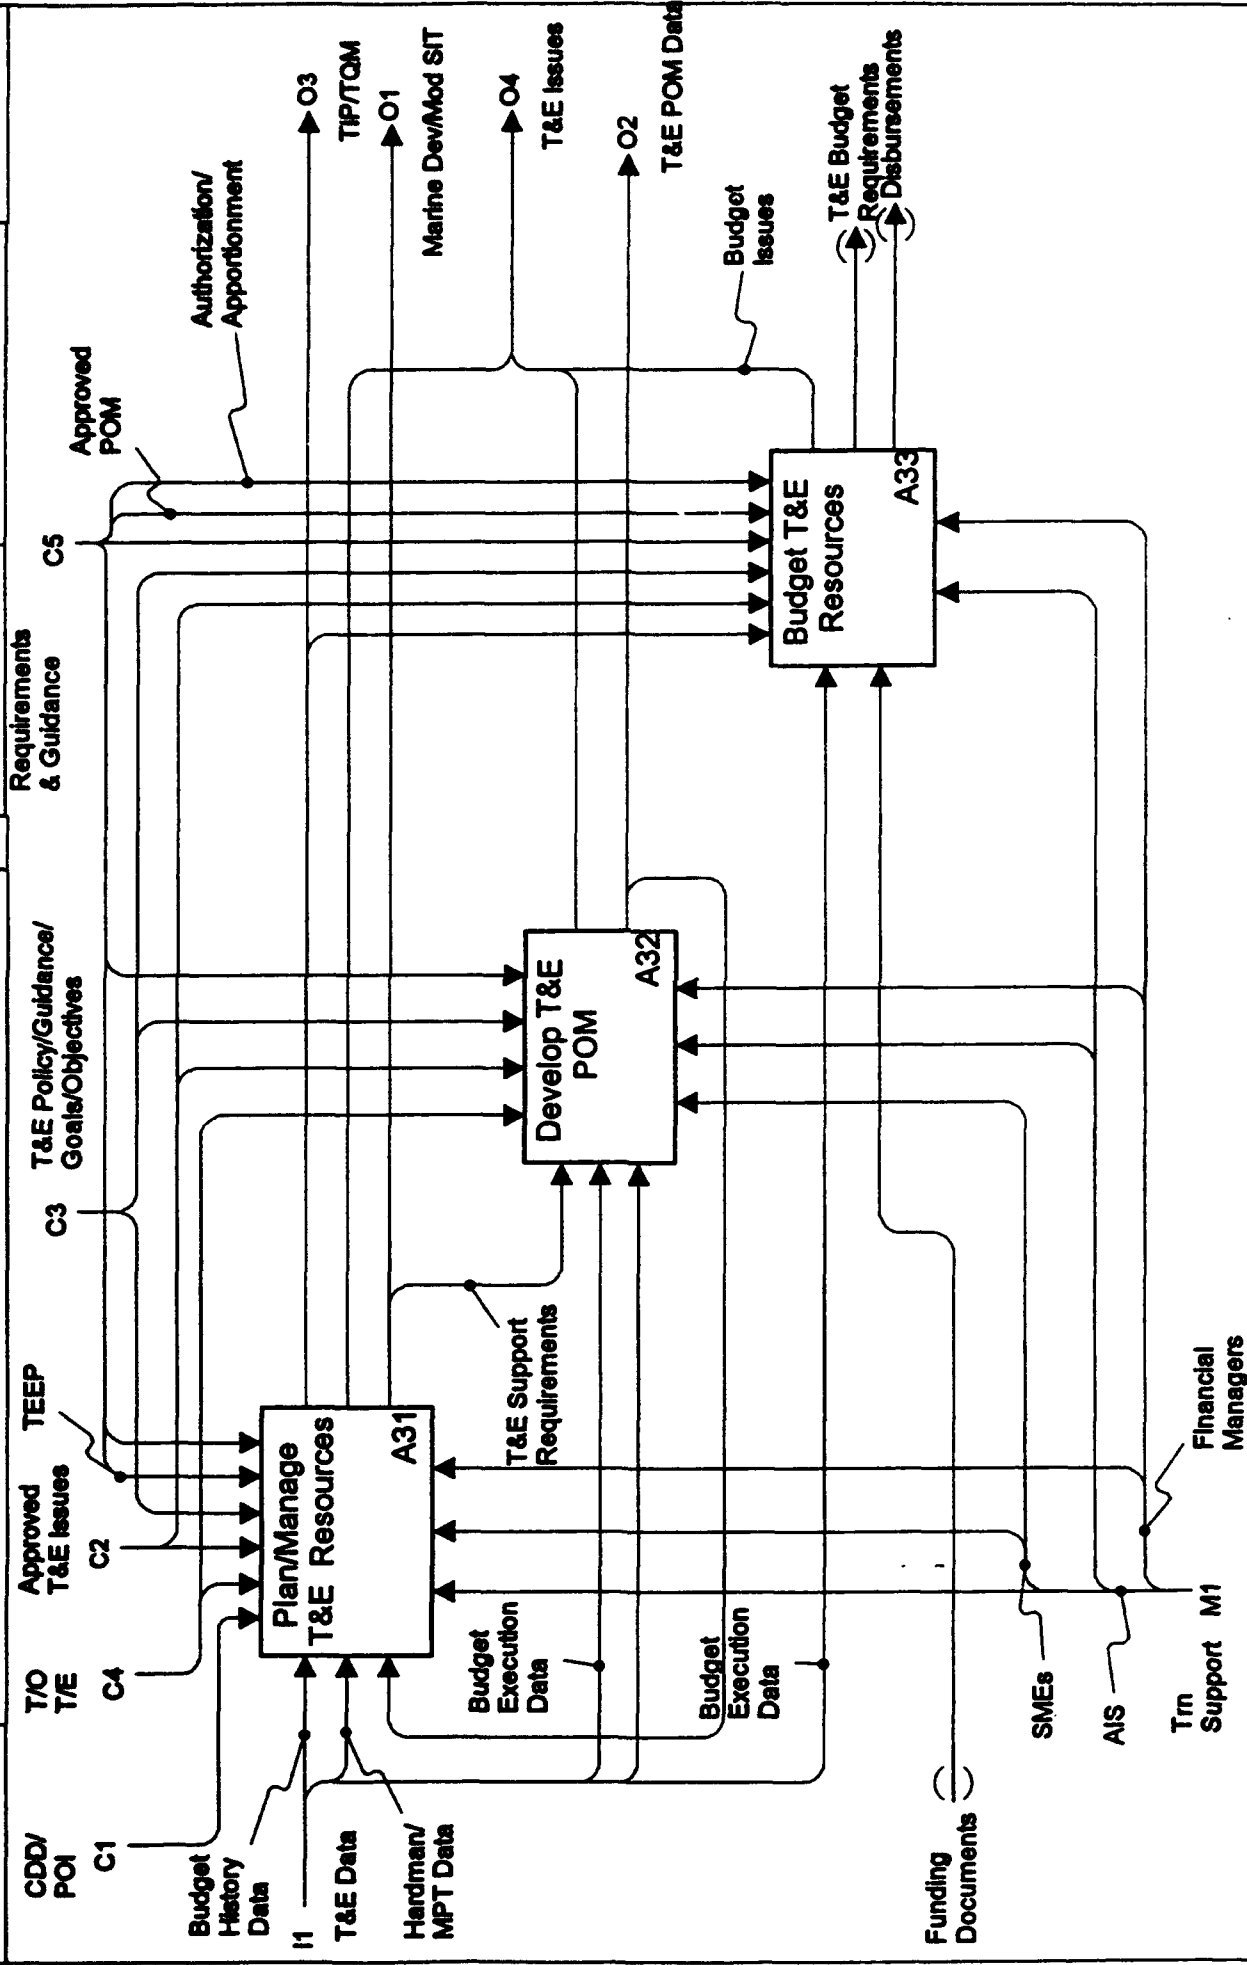 CDD/
POI
C1
T/O
T/E
C4
Approved
T&E Issues
C2
TEEP
T&E Policy/Guidance/
Goals/Objectives
C3
Requirements
& Guidance
C5
Approved
POM
Authorization/
Apportionment
O3
TIP/TQM
O1
Marine Dev/Mod SIT
O4
T&E Issues
O2
T&E POM Data
Budget
History
Data
I1
T&E Data
Hardman/
MPT Data
Plan/Manage
T&E Resources
A31
T&E Support
Requirements
Develop T&E
POM
A32
Budget
Issues
Budget T&E
Resources
A33
T&E Budget
Requirements
Disbursements
Budget
Execution
Data
Budget
Execution
Data
Funding
Documents
SMEs
AIS
Trn
Support
M1
Financial
Managers